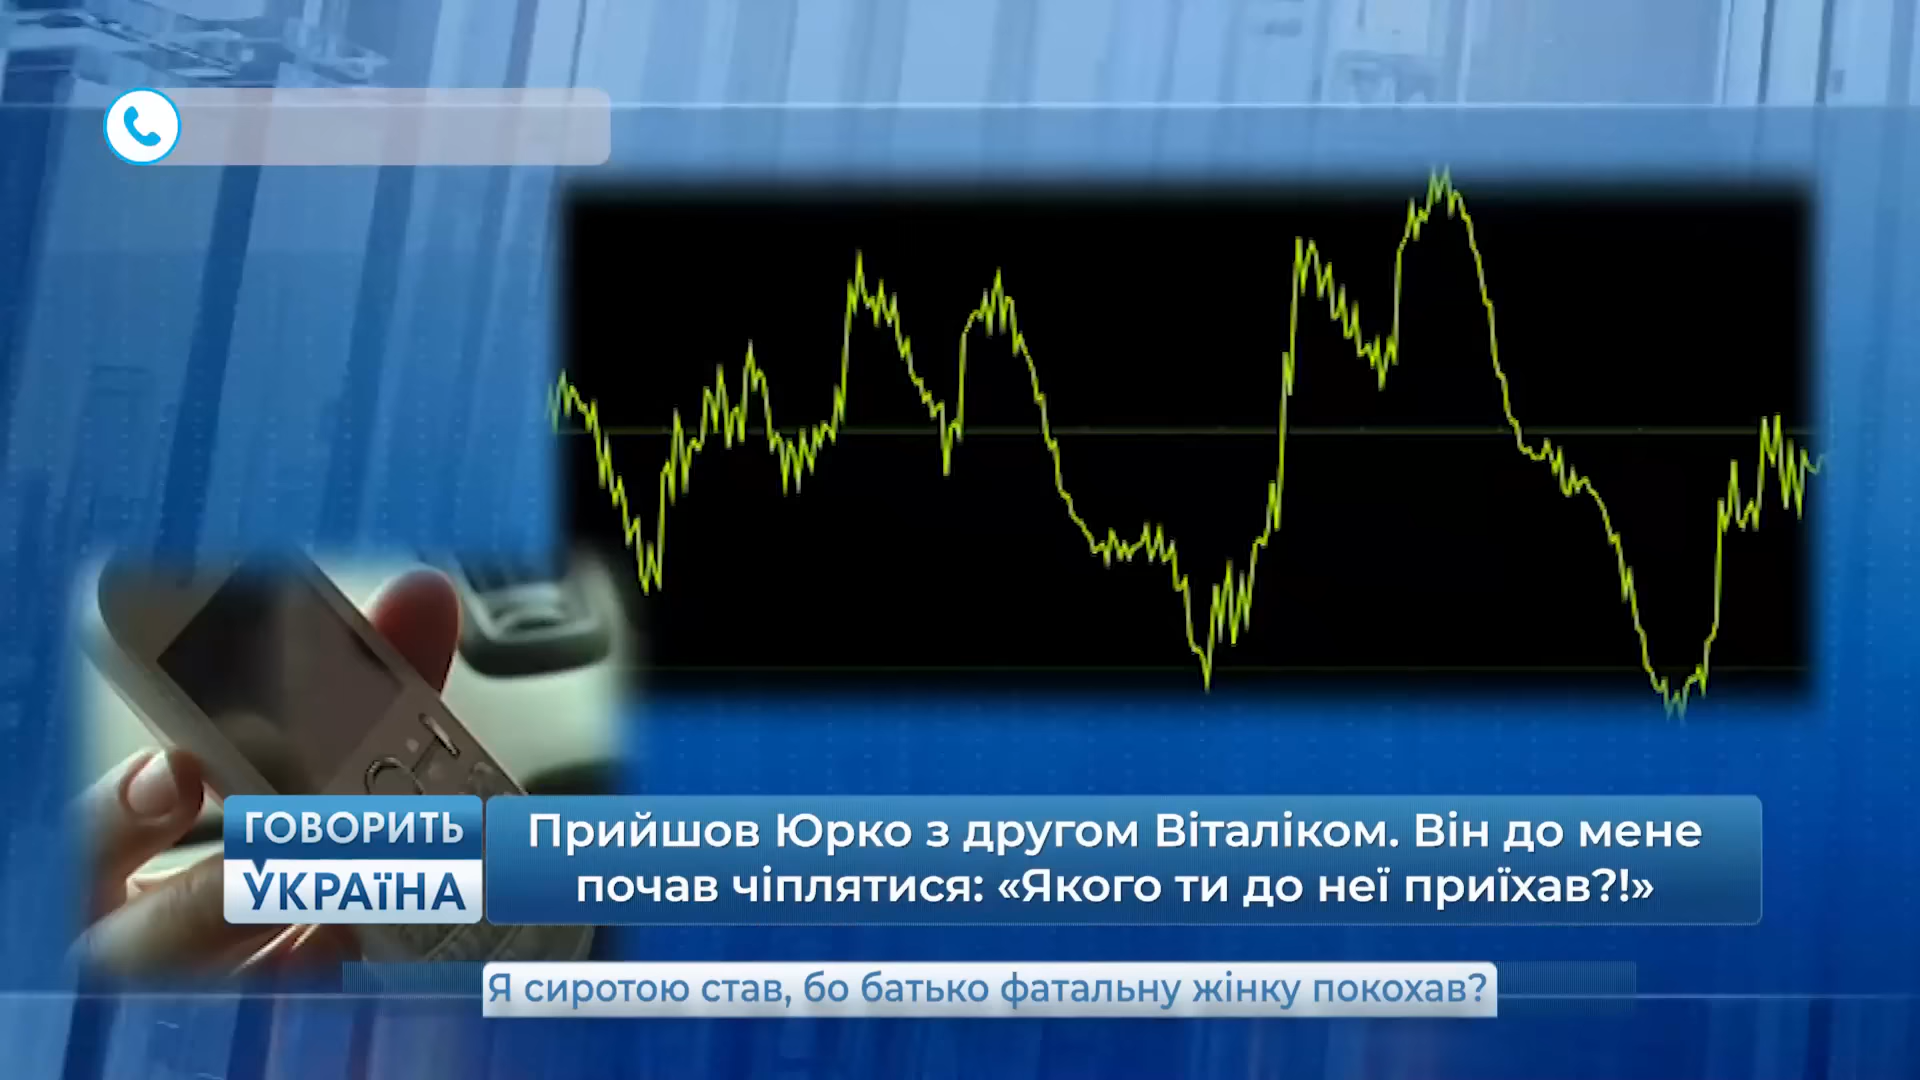 ГОВОРИТЬ
УКРАЇНА
Прийшов Юрко з другом Віталіком. Він до мене
почав чіплятися: «Якого ти до неї приїхав?!»
Я сиротою став, бо батько фатальну жінку покохав?